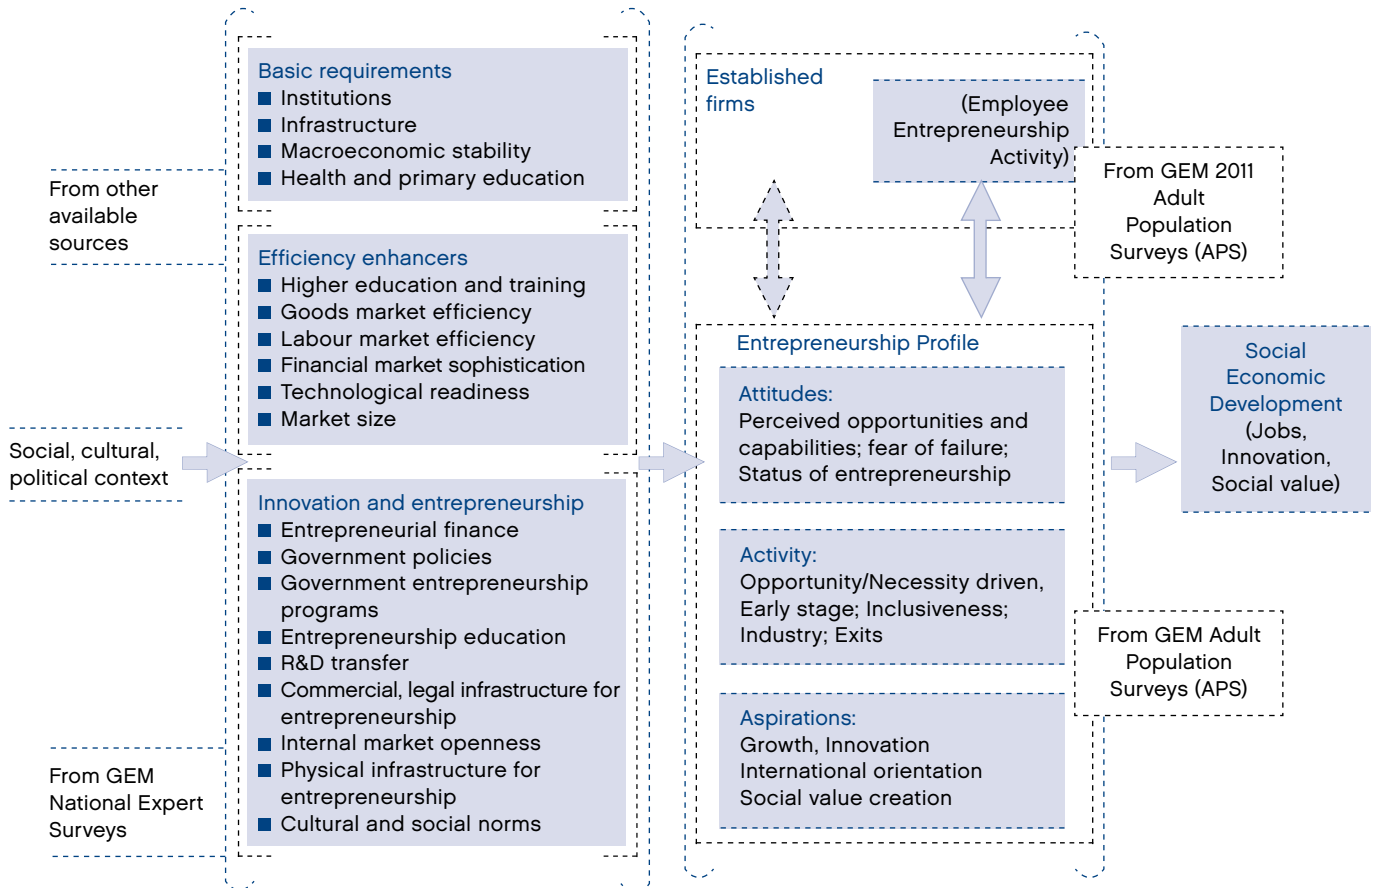 From other
available
sources
Social, cultural,
political context
From GEM
National Expert
Surveys
Basic requirements
Institutions
Infrastructure
Macroeconomic stability
Health and primary education
Efficiency enhancers
Higher education and training
Goods market efficiency
Labour market efficiency
Financial market sophistication
Technological readiness
Market size
Innovation and entrepreneurship
Entrepreneurial finance
Government policies
Government entrepreneurship
programs
Entrepreneurship education
R&D transfer
Commercial, legal infrastructure for
entrepreneurship
Internal market openness
Physical infrastructure for
entrepreneurship
Cultural and social norms
Established
firms
(Employee
Entrepreneurship
Activity)
From GEM 2011
Adult
Population
Surveys (APS)
Entrepreneurship Profile
Attitudes:
Perceived opportunities and
capabilities; fear of failure;
Status of entrepreneurship
Activity:
Opportunity/Necessity driven,
Early stage; Inclusiveness;
Industry; Exits
Aspirations:
Growth, Innovation
International orientation
Social value creation
From GEM Adult
Population
Surveys (APS)
Social
Economic
Development
(Jobs,
Innovation,
Social value)